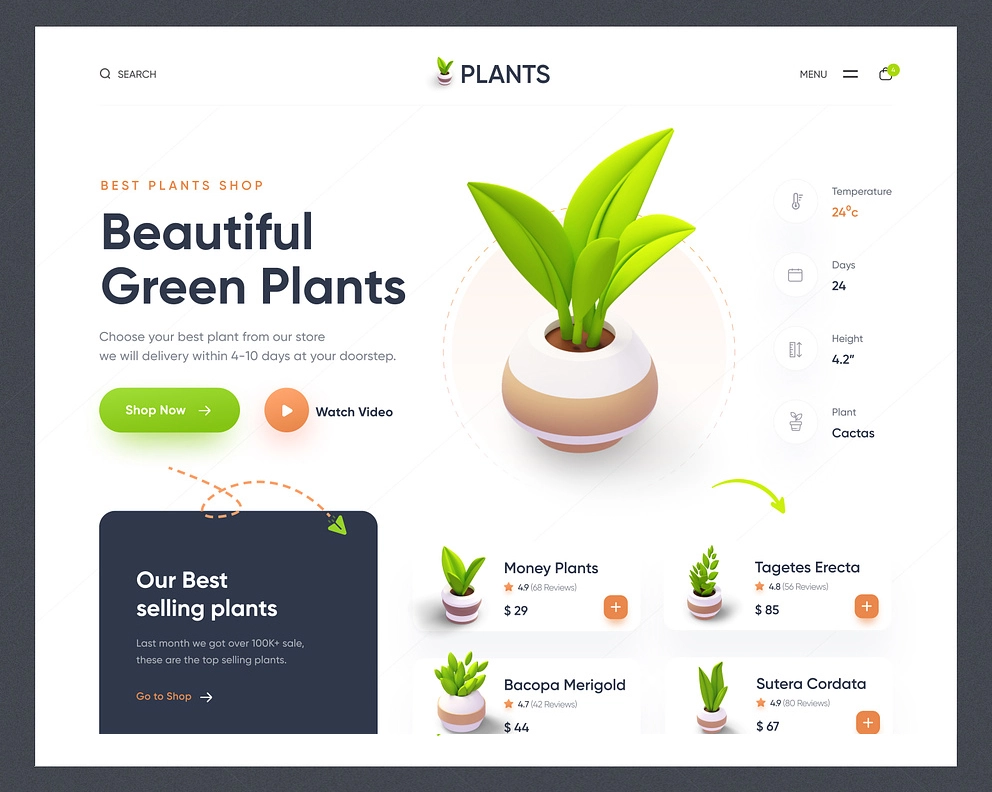 SEARCH
PLANTS
MENU
BEST PLANTS SHOP
Beautiful
Green Plants
Choose your best plant from our store
we will delivery within 4-10 days at your doorstep.
Shop Now
Watch Video
Temperature
24°c
Days
24
Height
4.2”
Plant
Cactas
Our Best
selling plants
Last month we got over 100K+ sale,
these are the top selling plants.
Go to Shop
Money Plants
4.9 (68 Reviews)
$ 29
Tagetes Erecta
4.8 (56 Reviews)
$ 85
Bacopa Merigold
4.7 (42 Reviews)
$ 44
Sutera Cordata
4.9 (80 Reviews)
$ 67